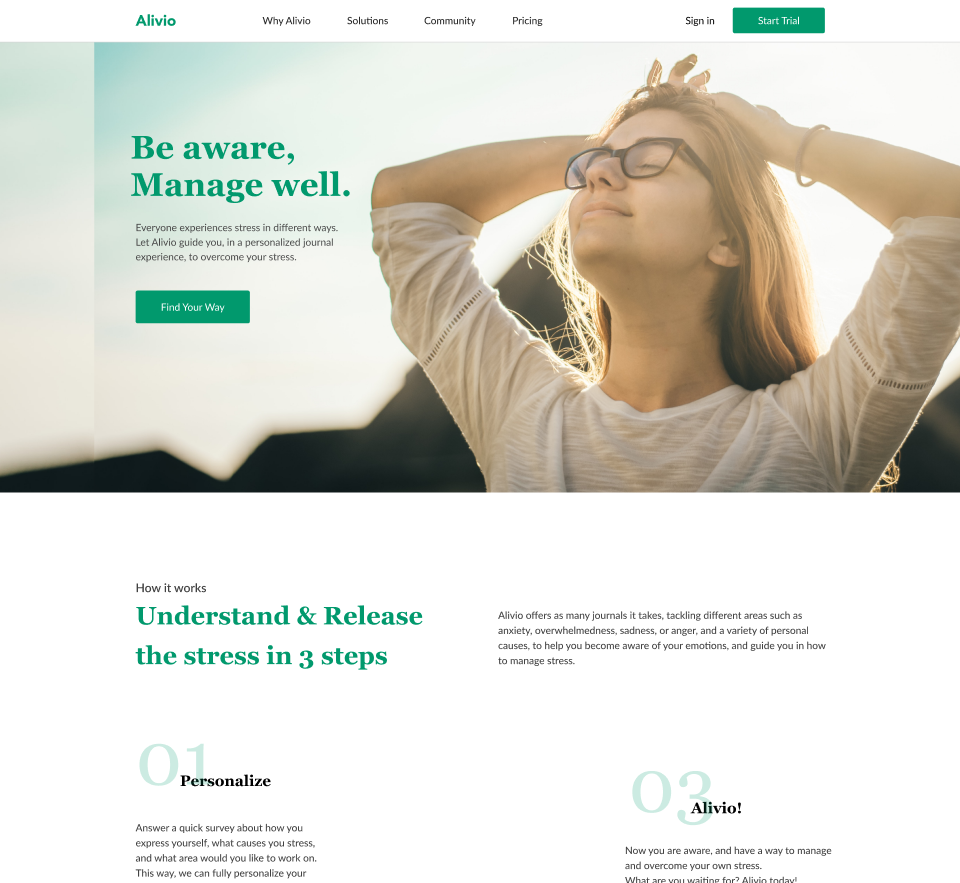 Alivio
Why Alivio
Solutions
Community
Pricing
Sign in
Start Trial
Be aware,
Manage well.
Everyone experiences stress in different ways.
Let Alivio guide you, in a personalized journal
experience, to overcome your stress.
Find Your Way
How it works
Understand & Release
the stress in 3 steps
Alivio offers as many journals it takes, tackling different areas such as
anxiety, overwhelmedness, sadness, or anger, and a variety of personal
causes, to help you become aware of your emotions, and guide you in how
to manage stress.
01
Personalize
Answer a quick survey about how you
express yourself, what causes you stress,
and what area would you like to work on.
This way, we can fully personalize your
03
Alivio!
Now you are aware, and have a way to manage
and overcome your own stress.
What are you waiting for? Alivio today!